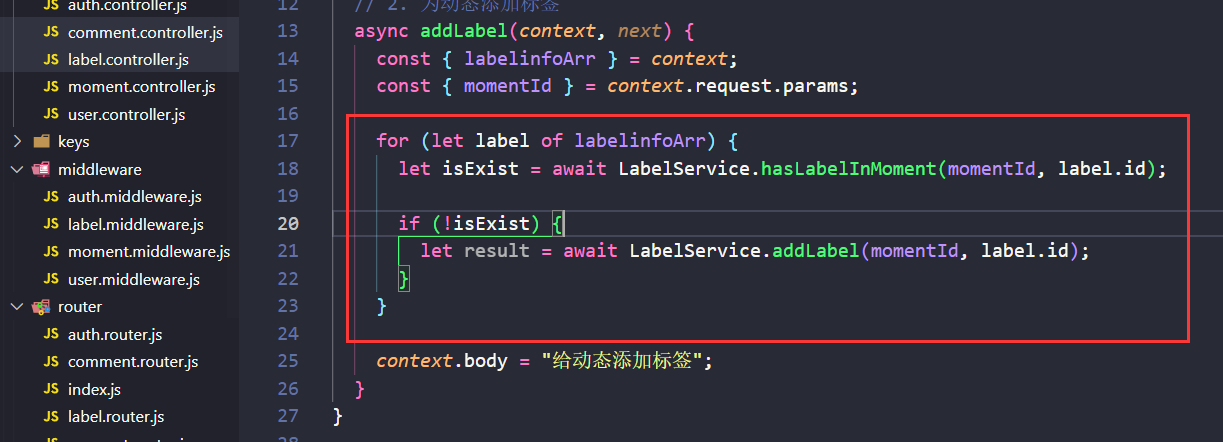 JS auth.controller.js
JS comment.controller.js
JS label.controller.js
JS moment.controller.js
JS user.controller.js
keys
middleware
JS auth.middleware.js
JS label.middleware.js
JS moment.middleware.js
JS user.middleware.js
router
JS auth.router.js
JS comment.router.js
JS index.js
JS label.router.js
12 // 2. 为动态添加标签
13 async addLabel(context, next) {
14 const { labelinfoArr } = context;
15 const { momentId } = context.request.params;
16
17 for (let label of labelinfoArr) {
18 let isExist = await LabelService.hasLabelInMoment(momentId, label.id);
19
20 if (!isExist) {
21 let result = await LabelService.addLabel(momentId, label.id);
22 }
23 }
24
25 context.body = "给动态添加标签";
26 }
27 }
28